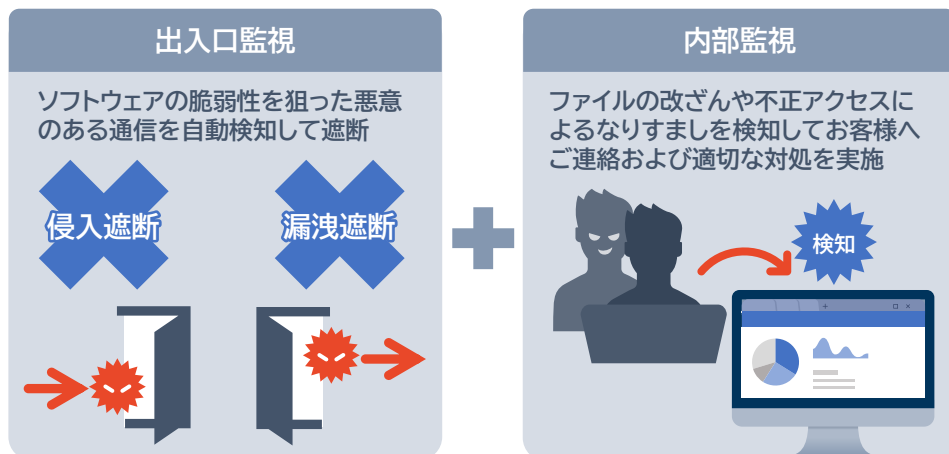 出入口監視
ソフトウェアの脆弱性を狙った悪意
のある通信を自動検知して遮断
侵入遮断
漏洩遮断
内部監視
ファイルの改ざんや不正アクセスに
よるなりすましを検知してお客様へ
ご連絡および適切な対処を実施
検知